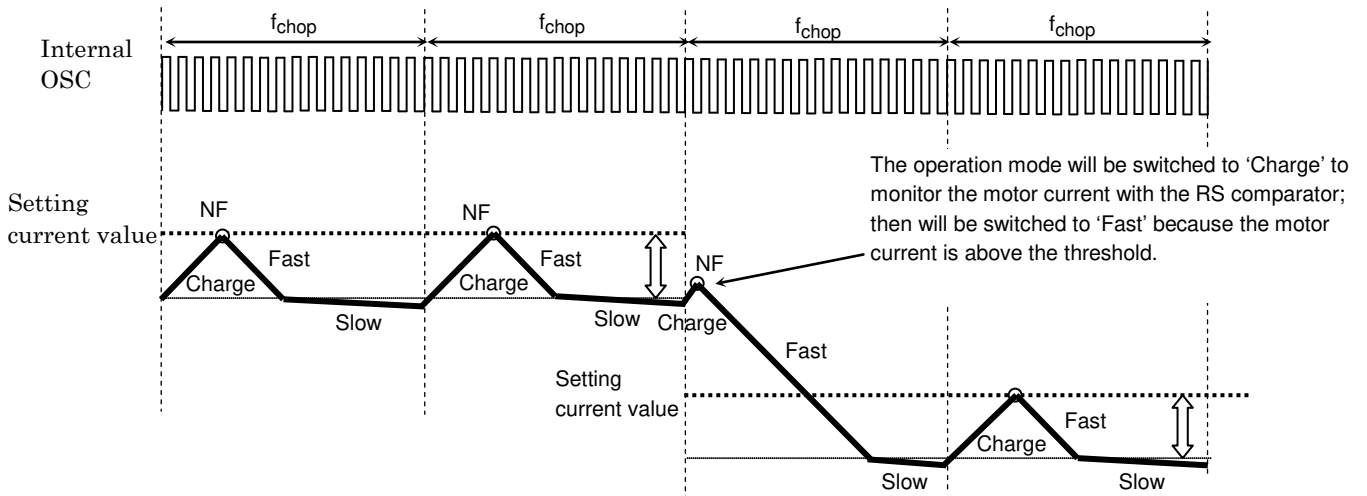 fchop
fchop
fchop
fchop
Internal
OSC
The operation mode will be switched to ‘Charge’ to
monitor the motor current with the RS comparator;
then will be switched to ‘Fast’ because the motor
current is above the threshold.
Setting
current value
NF
NF
NF
Fast
Fast
Charge
Charge
Slow
Slow
Charge
Fast
Setting
current value
Fast
Charge
Slow
Slow